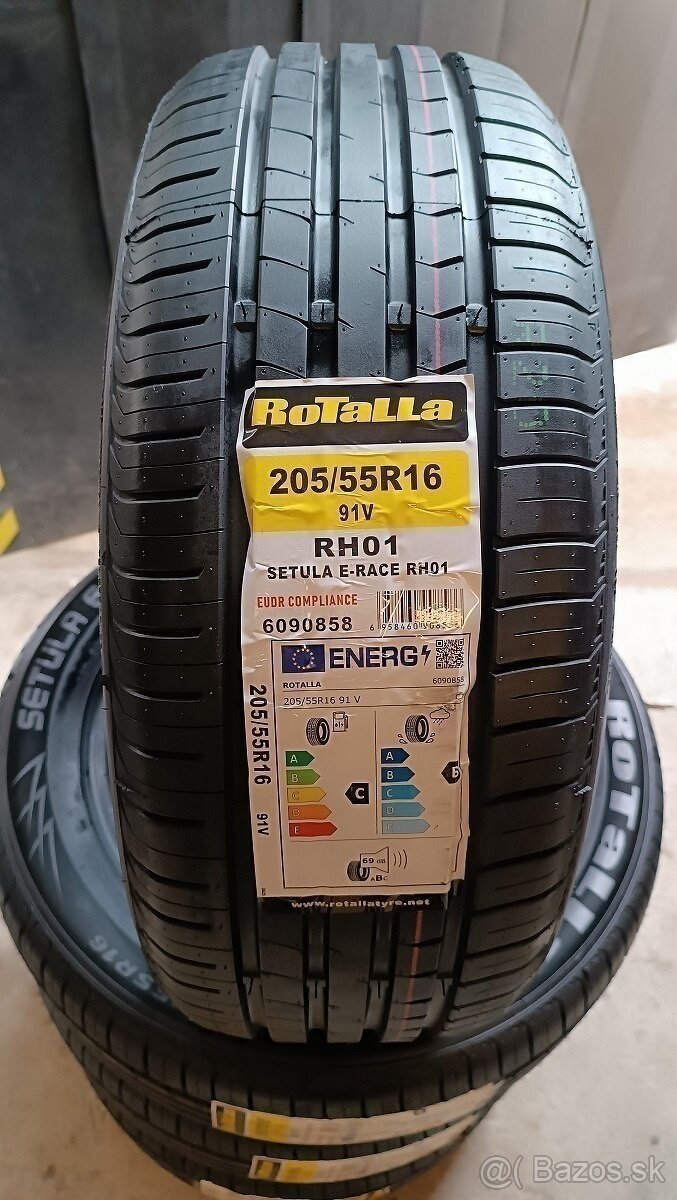 RoTaLLa
205/55R16
91V
RH01
SETULA E-RACE RH01
EUDR COMPLIANCE
6090858
ENERG
ROTALLA
6090858
205/55R16 91 V
A
B
C
D
E
C
A
B
C
D
E
69 dB
ABC
205/55R16 91V
www.rotallatyre.net
SETULA
ROTALL
@( Bazos.sk